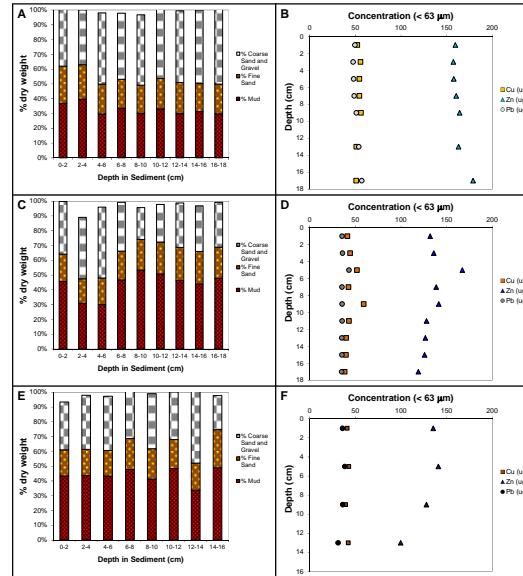 A
100%
90%
80%
70%
60%
50%
40%
30%
20%
10%
0%
% dry weight
0-2 2-4 4-6 6-8 8-10 10-12 12-14 14-16 16-18
Depth in Sediment (cm)
% Coarse
Sand and
Gravel
% Fine
Sand
% Mud
B
Concentration (< 63 µm)
0 50 100 150 200
0
2
4
6
8
10
12
14
16
18
Depth (cm)
Cu (u
Zn (ug
Pb (ug
C
100%
90%
80%
70%
60%
50%
40%
30%
20%
10%
0%
% dry weight
0-2 2-4 4-6 6-8 8-10 10-12 12-14 14-16 16-18
Depth in Sediment (cm)
% Coarse
Sand and
Gravel
% Fine
Sand
% Mud
D
Concentration (< 63 µm)
0 50 100 150 200
0
2
4
6
8
10
12
14
16
18
Depth (cm)
Cu (u
Zn (ug
Pb (ug
E
100%
90%
80%
70%
60%
50%
40%
30%
20%
10%
0%
% dry weight
0-2 2-4 4-6 6-8 8-10 10-12 12-14 14-16
Depth in Sediment (cm)
% Coarse
Sand and
Gravel
% Fine
Sand
% Mud
F
Concentration (< 63 µm)
0 100 200
0
2
4
6
8
10
12
14
16
Depth (cm)
Cu (ug
Zn (ug
Pb (ug